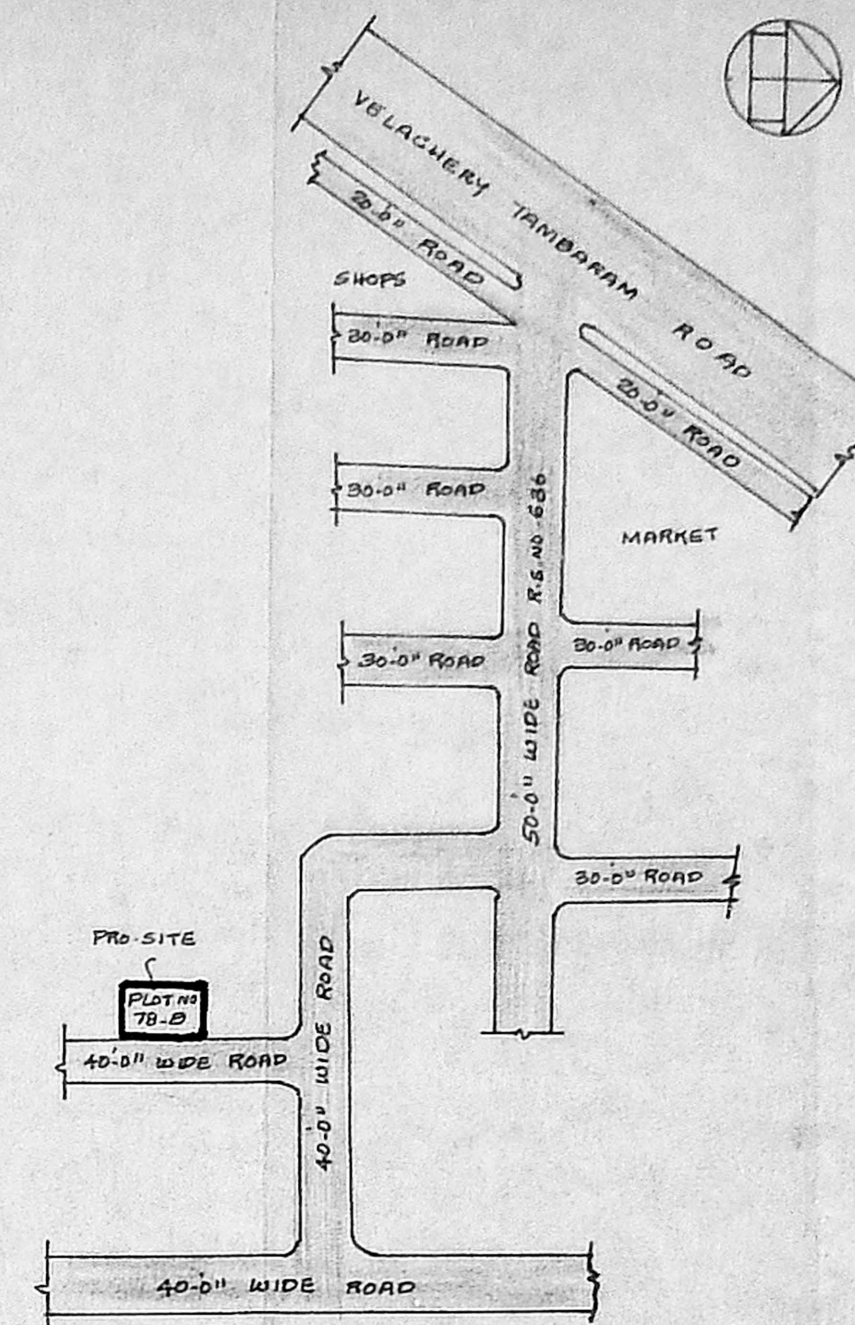 VELACHERY TAMBARAM ROAD
20'-0" ROAD
SHOPS
30'-0" ROAD
20'-0" ROAD
30'-0" ROAD
MARKET
50'-0" WIDE ROAD R.S.NO-636
30'-0" ROAD
30'-0" ROAD
30'-0" ROAD
PRO-SITE
PLOT NO
78-B
40'-0" WIDE ROAD
40'-0" WIDE ROAD
40'-0" WIDE ROAD